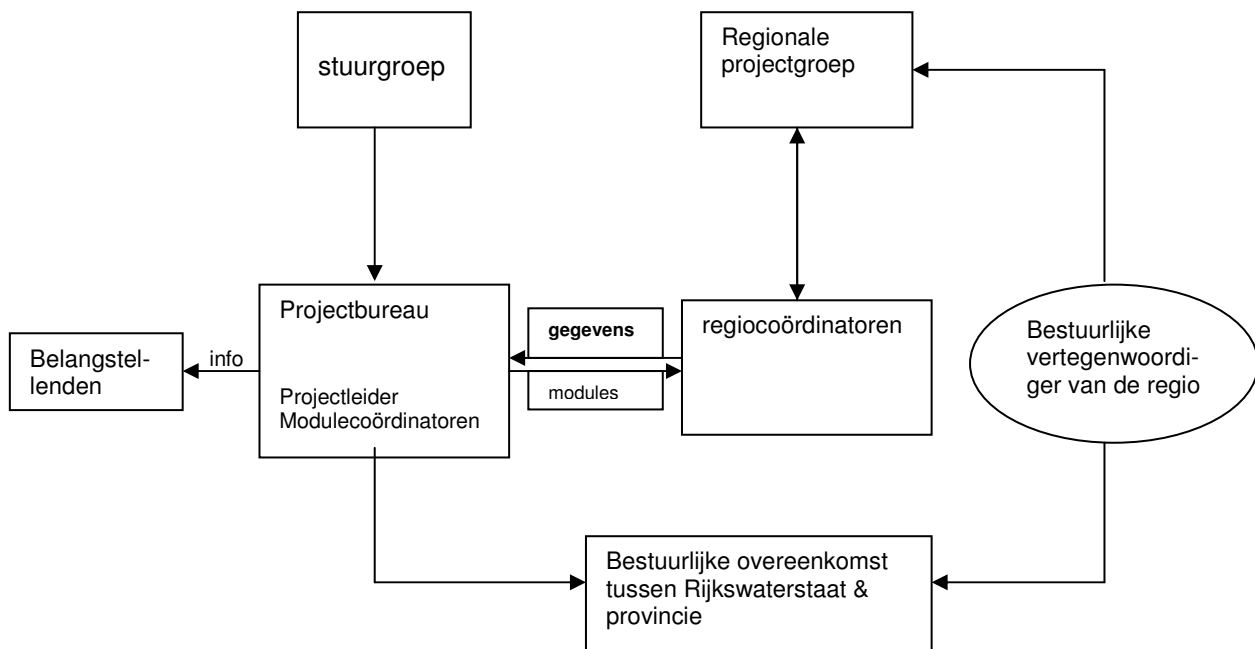 stuurgroep
Regionale
projectgroep
Projectbureau
Projectleider
Modulecoördinatoren
gegevens
modules
regiocoördinatoren
Belangstel-
lenden
info
Bestuurlijke
vertegenwoordi-
ger van de regio
Bestuurlijke overeenkomst
tussen Rijkswaterstaat &
provincie